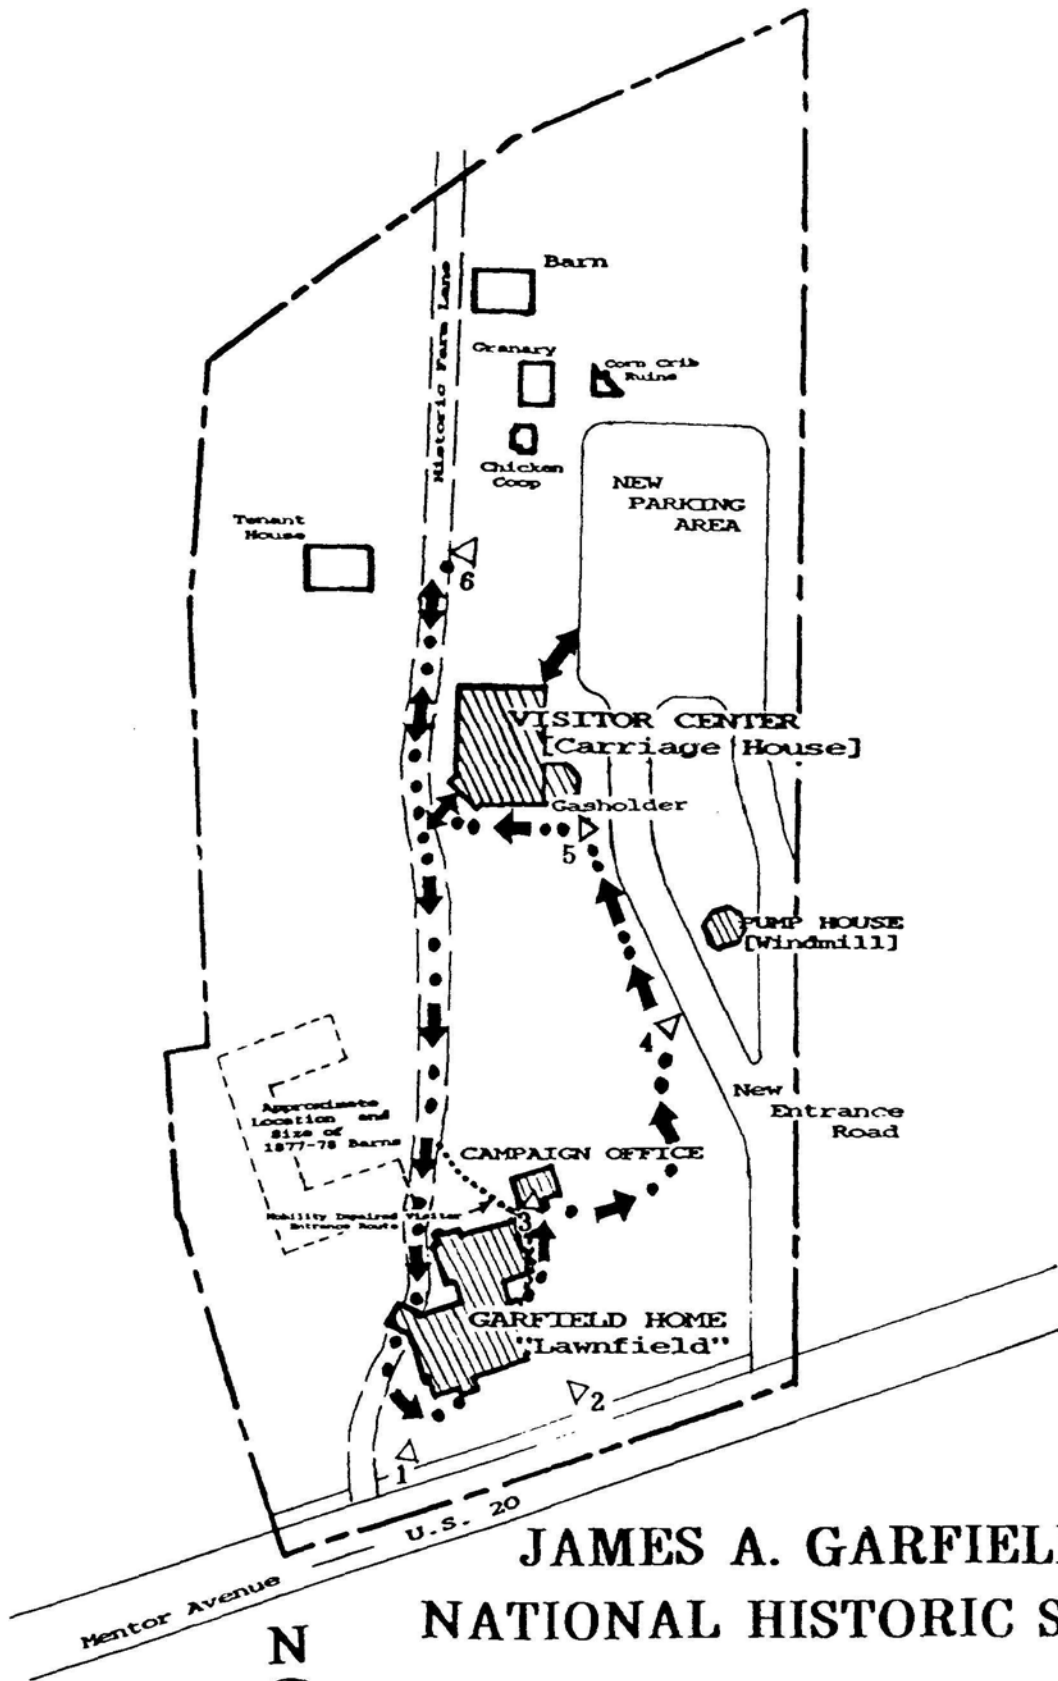 Barn
Historic Farm Lane
Granary
Corn Crib
Ruins
Chicken
Coop
NEW
PARKING
AREA
Tenant
House
6
VISITOR CENTER
[Carriage House]
Gasholder
5
PUMP HOUSE
[Windmill]
4
New
Entrance
Road
Approximate
Location and
Size of
1877-78 Barns
CAMPAIGN OFFICE
Mobility Impaired Visitor
Entrance Route
3
GARFIELD HOME
"Lawnfield"
2
1
U.S. 20
Mentor Avenue
JAMES A. GARFIEL
NATIONAL HISTORIC S
N